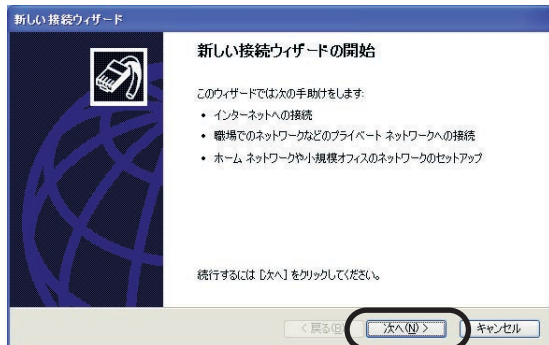 新しい接続ウィザード
新しい接続ウィザードの開始
このウィザードでは次の手助けをします:
• インターネットへの接続
• 職場でのネットワークなどのプライベート ネットワークへの接続
• ホーム ネットワークや小規模オフィスのネットワークのセットアップ
続行するには [次へ] をクリックしてください。
< 戻る(B) 次へ(N) > キャンセル